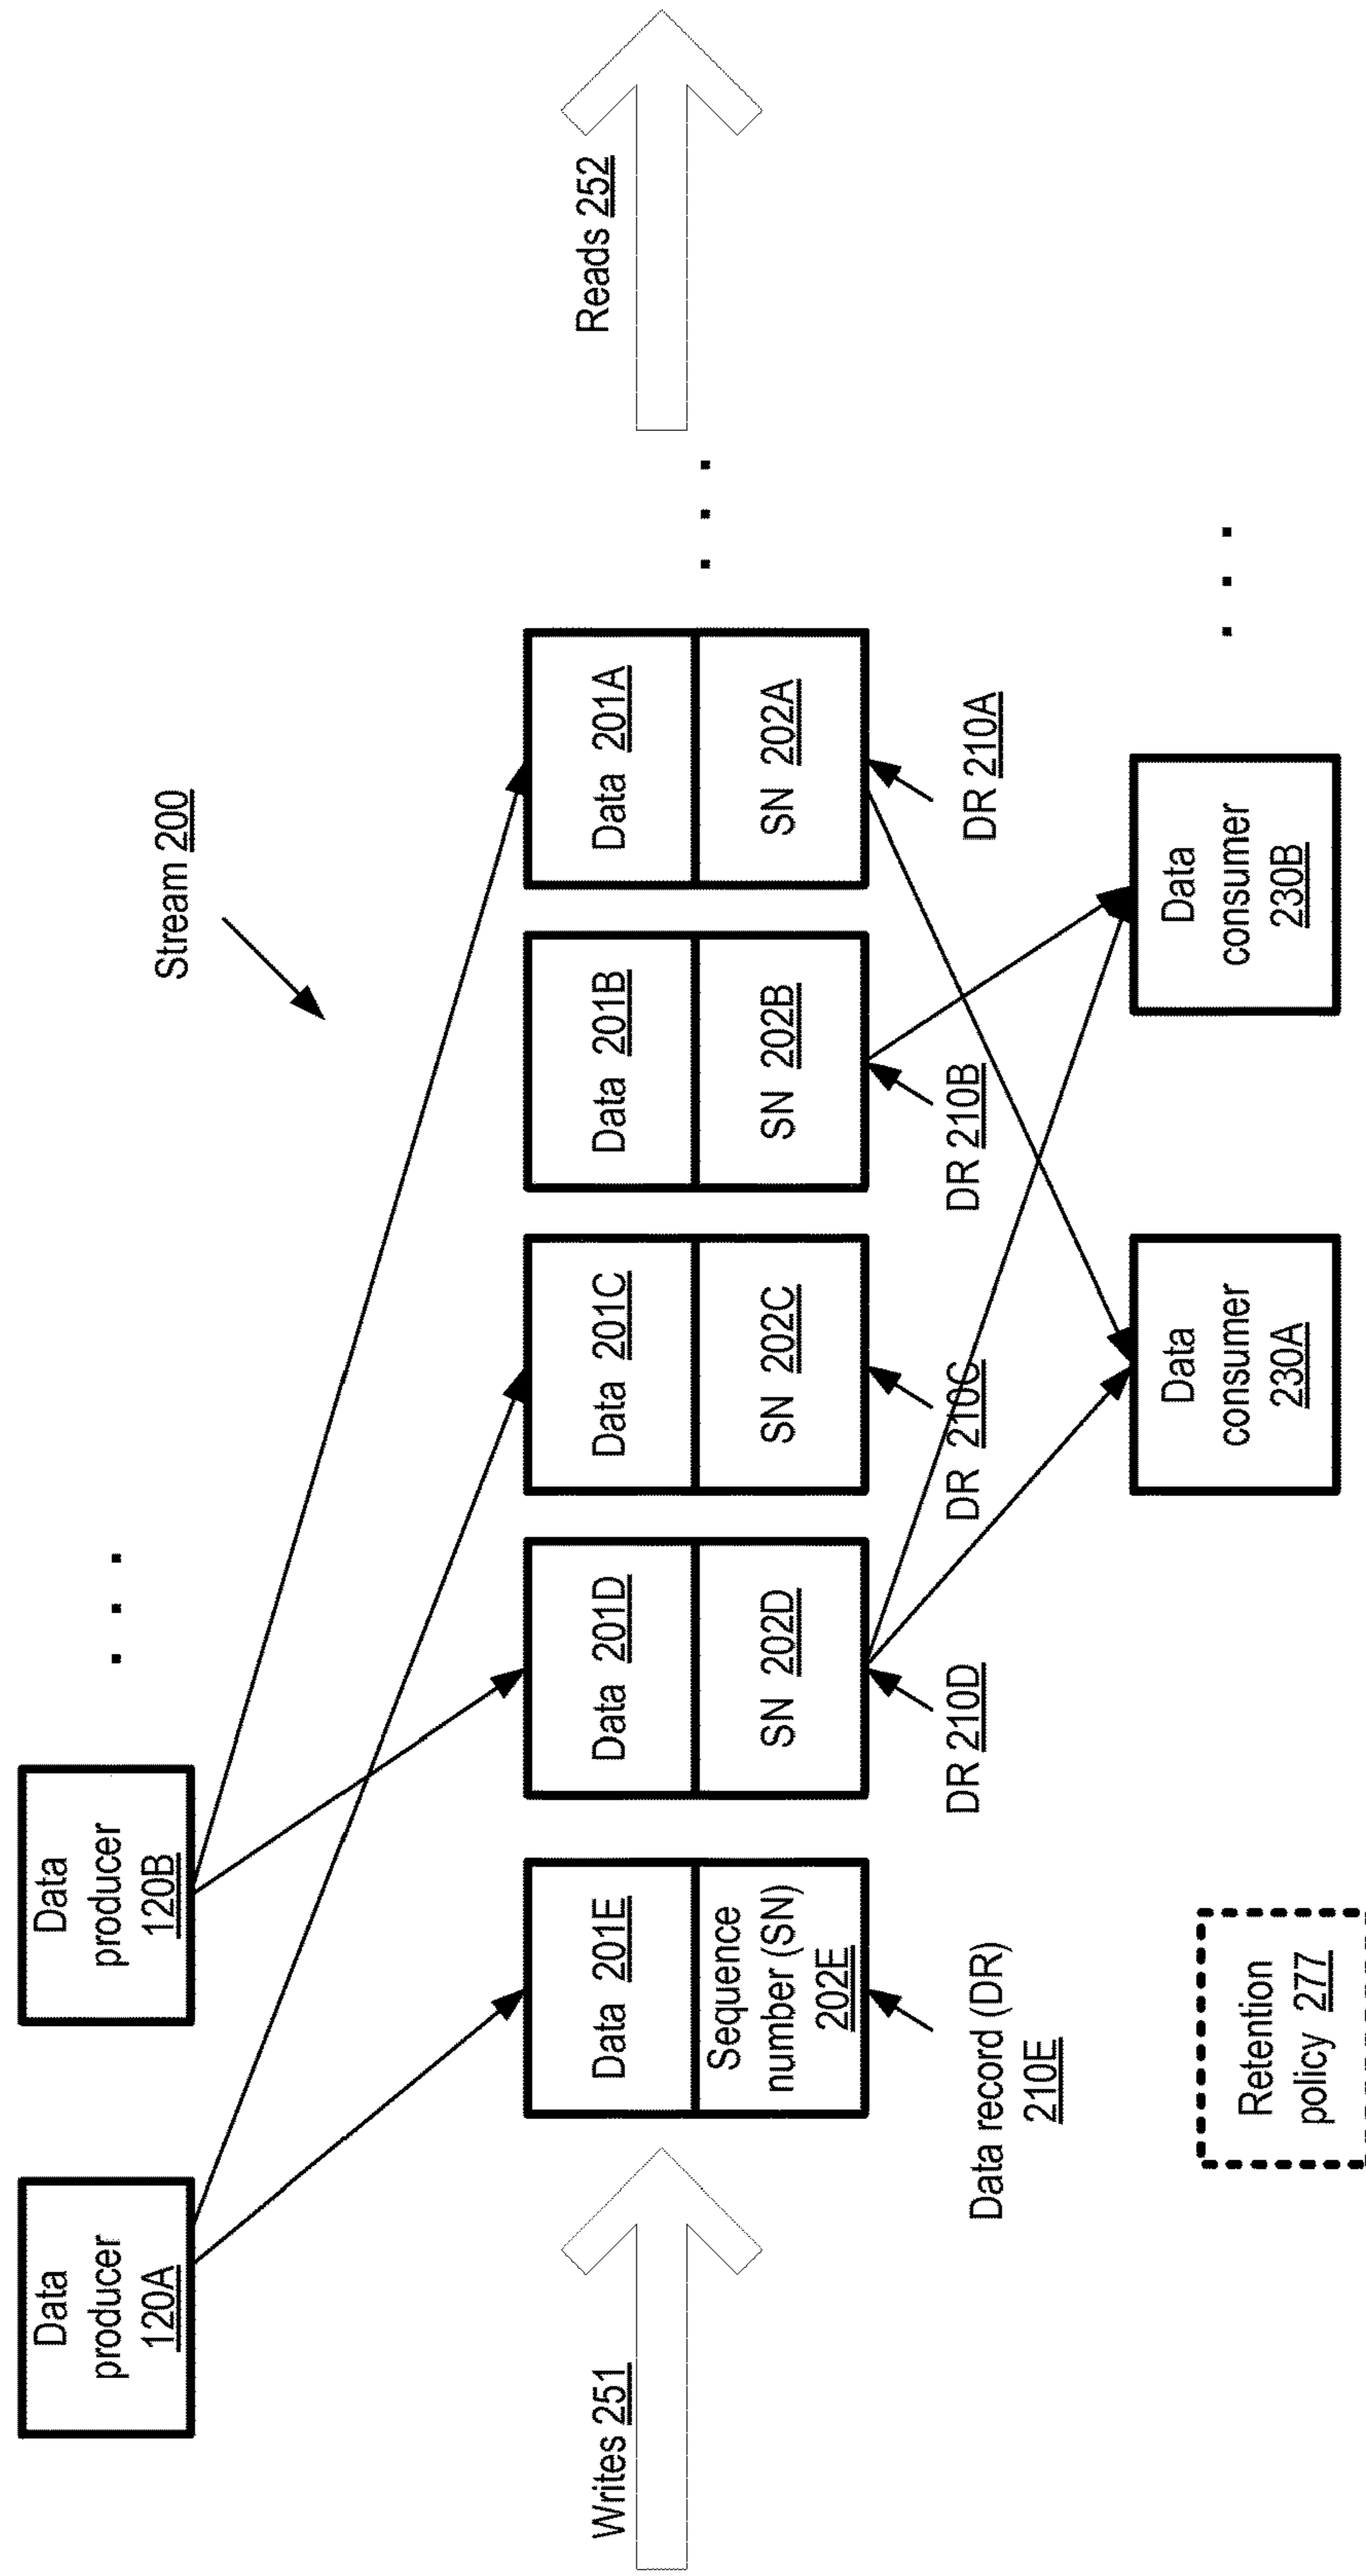 Data
producer
120A
Data
producer
120B
. . .
Stream 200
Writes 251
Data 201E
Sequence
number (SN)
202E
Data 201D
SN 202D
Data 201C
SN 202C
Data 201B
SN 202B
Data 201A
SN 202A
. . .
Reads 252
Data record (DR)
210E
DR 210D
DR 210C
DR 210B
DR 210A
Retention
policy 277
Data
consumer
230A
Data
consumer
230B
. . .